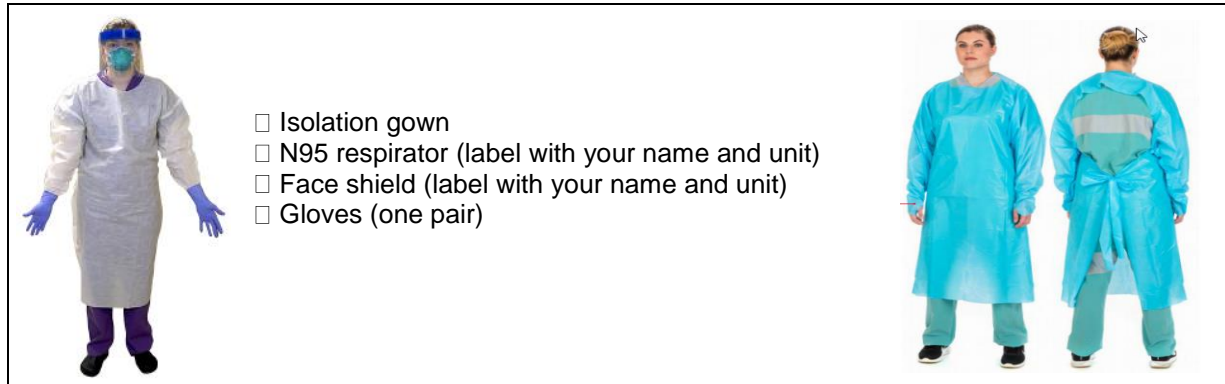 ☐ Isolation gown
☐ N95 respirator (label with your name and unit)
☐ Face shield (label with your name and unit)
☐ Gloves (one pair)